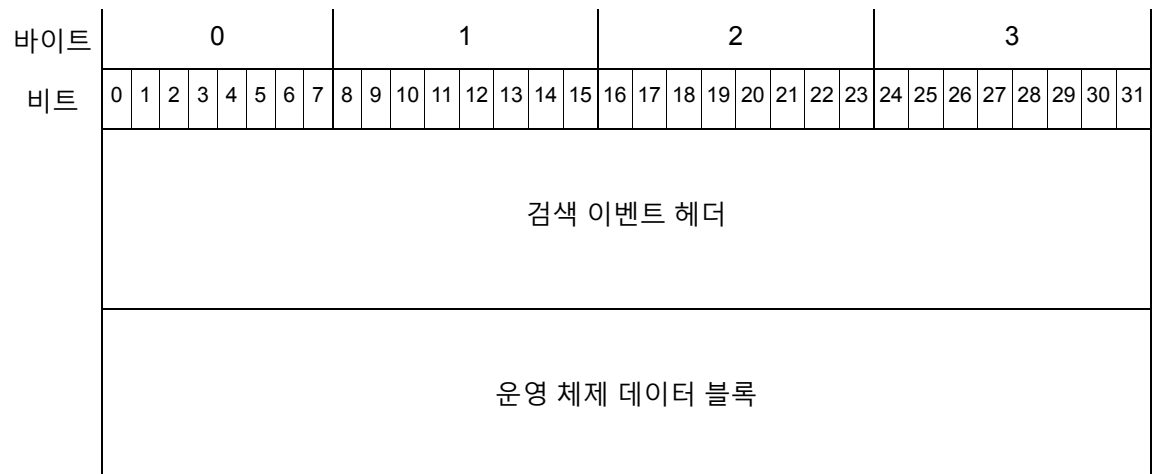 바이트 0 1 2 3
비트 0 1 2 3 4 5 6 7 8 9 10 11 12 13 14 15 16 17 18 19 20 21 22 23 24 25 26 27 28 29 30 31
검색 이벤트 헤더
운영 체제 데이터 블록